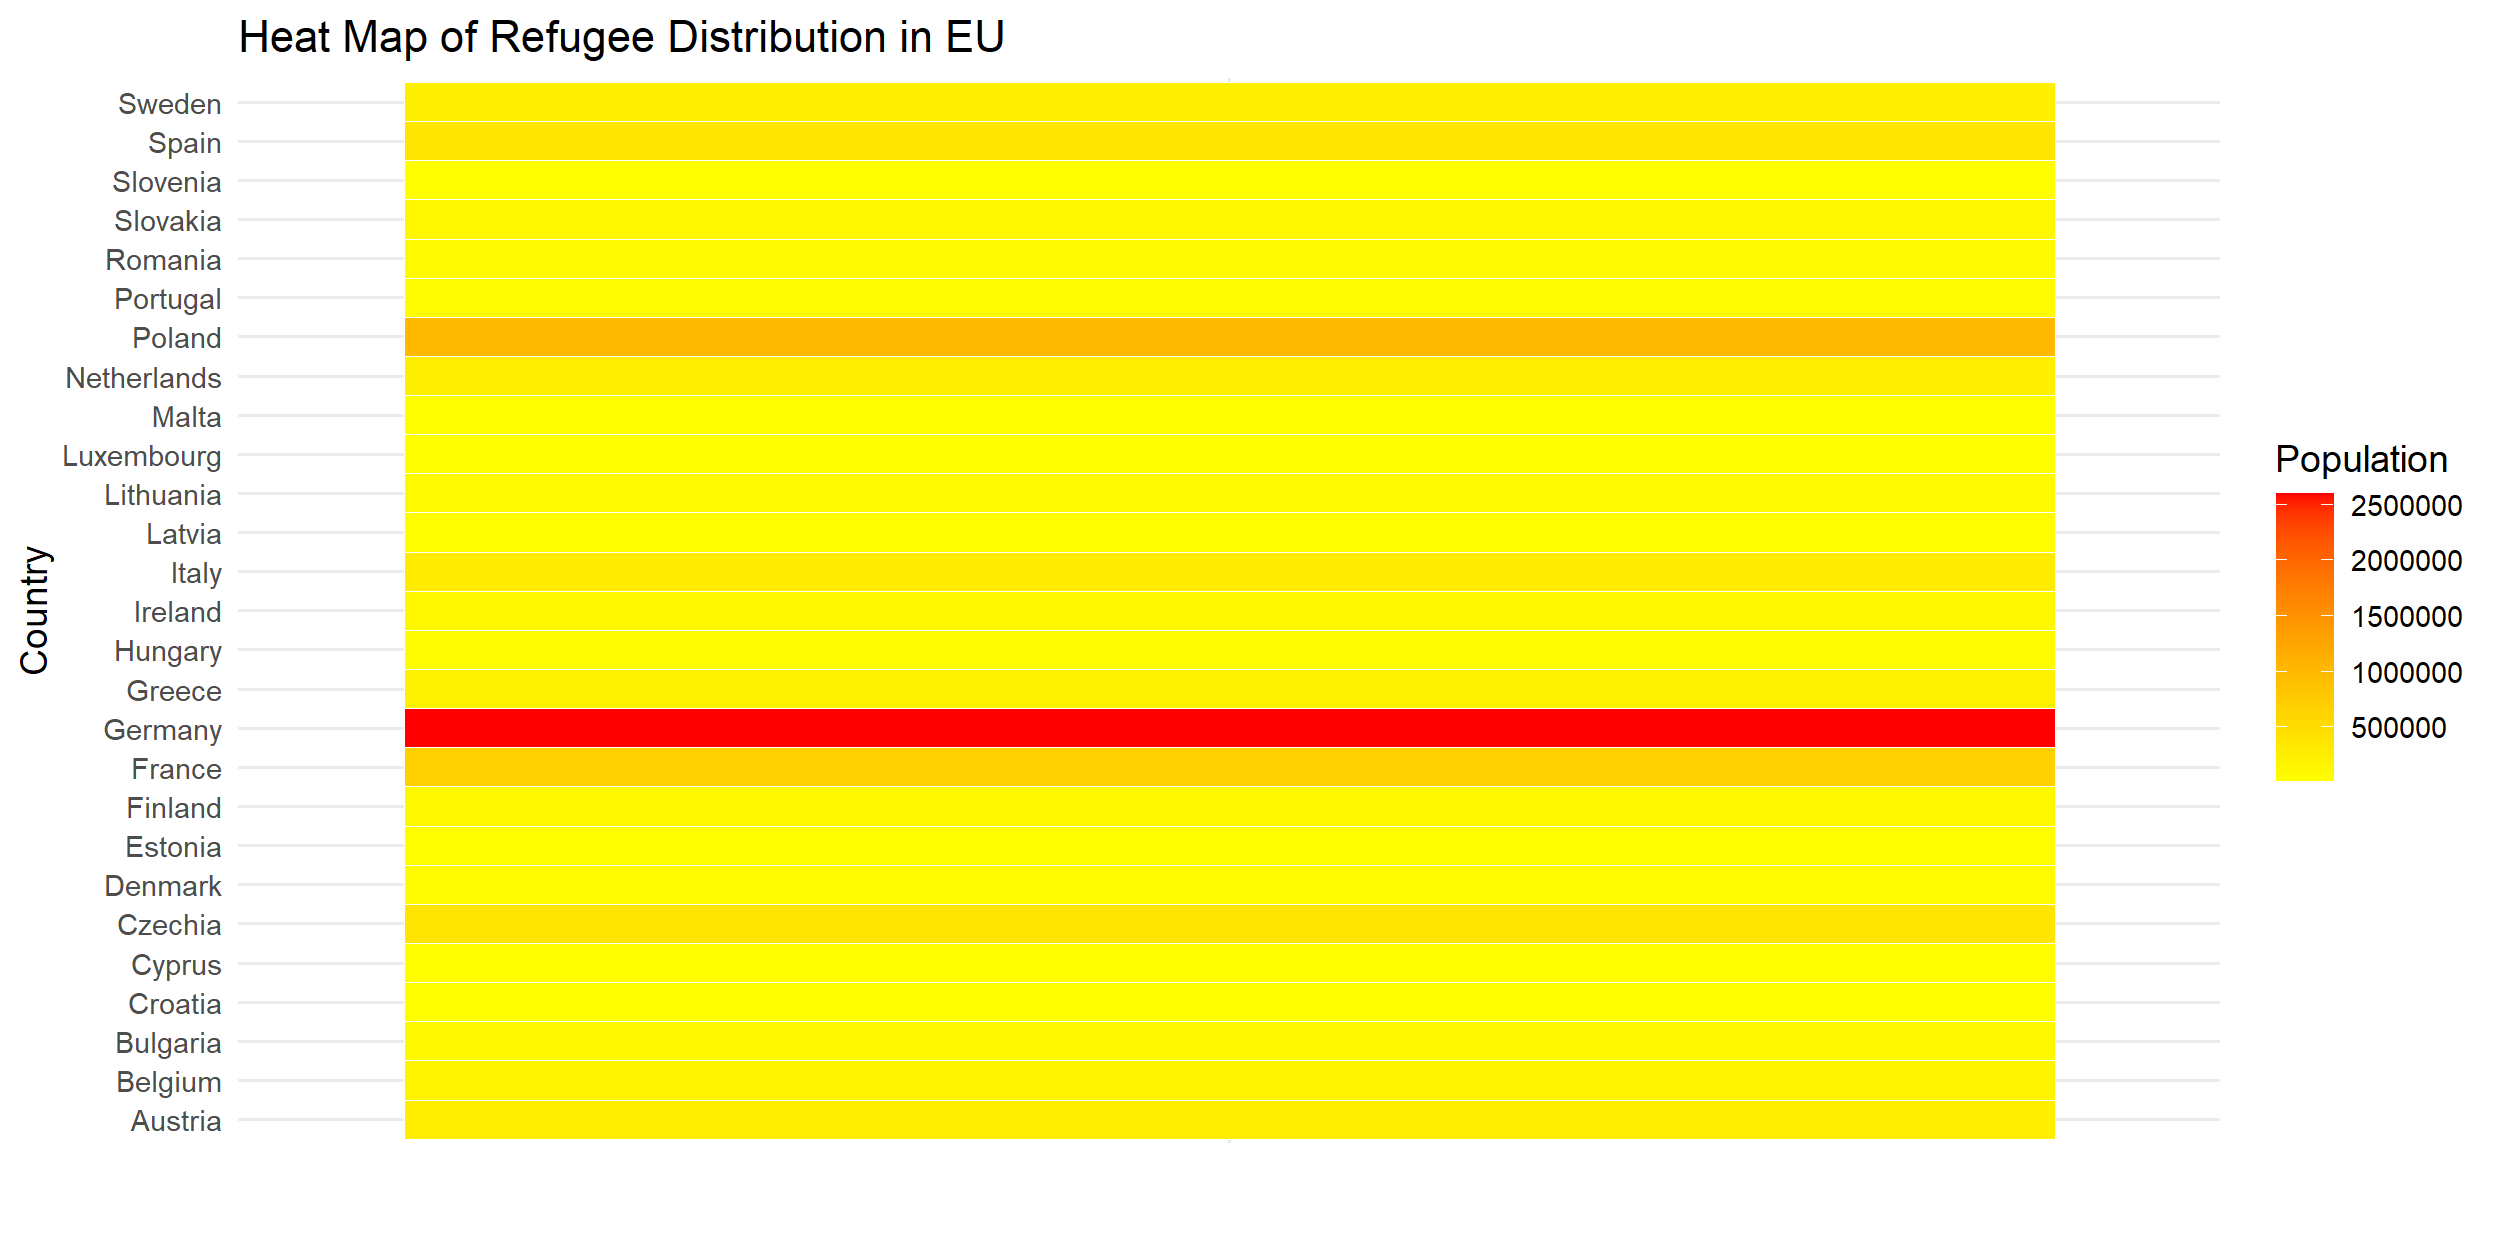 Heat Map of Refugee Distribution in EU
Sweden
Spain
Slovenia
Slovakia
Romania
Portugal
Poland
Netherlands
Malta
Luxembourg
Lithuania
Latvia
Italy
Ireland
Hungary
Greece
Germany
France
Finland
Estonia
Denmark
Czechia
Cyprus
Croatia
Bulgaria
Belgium
Austria
Country
Population
2500000
2000000
1500000
1000000
500000